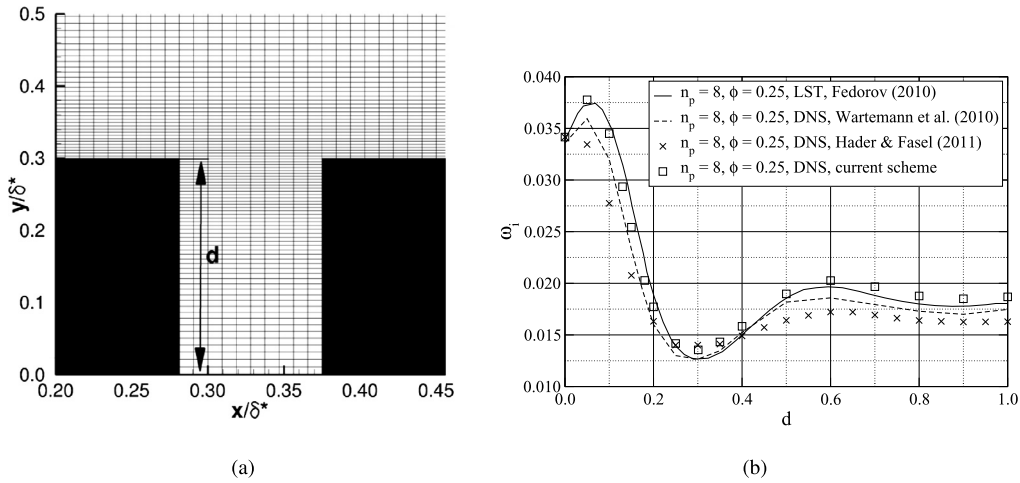 0.5
0.4
0.3
0.2
0.1
0.0
y/δ*
d
0.20
0.25
0.30
0.35
0.40
0.45
x/δ*
(a)
0.040
0.035
0.030
0.025
0.020
0.015
0.010
ωi
n_p = 8, ϕ = 0.25, LST, Fedorov (2010)
n_p = 8, ϕ = 0.25, DNS, Wartemann et al. (2010)
n_p = 8, ϕ = 0.25, DNS, Hader & Fasel (2011)
n_p = 8, ϕ = 0.25, DNS, current scheme
0.0
0.2
0.4
0.6
0.8
1.0
d
(b)